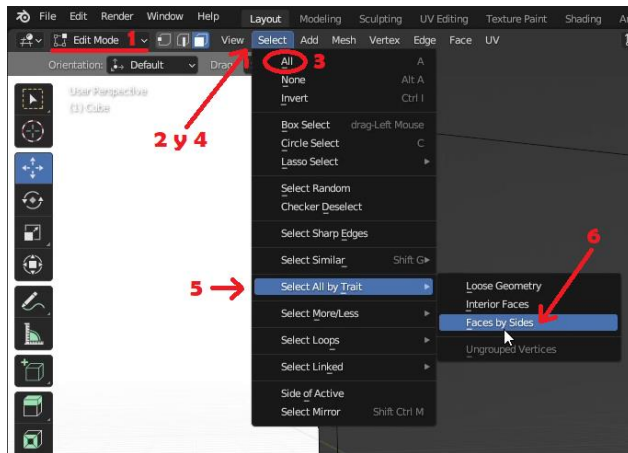 File Edit Render Window Help Layout Modeling Sculpting UV Editing Texture Paint Shading
Edit Mode 1 View Select Add Mesh Vertex Edge Face UV
Orientation: Default Drag:
User Perspective
(1) Cube
2 y 4
All A
3
None Alt A
Invert Ctrl I
Box Select drag-Left Mouse
Circle Select C
Lasso Select
Select Random
Checker Deselect
Select Sharp Edges
Select Similar Shift G
5
Select All by Trait
Select More/Less
Select Loops
Select Linked
Side of Active
Select Mirror Shift Ctrl M
6
Loose Geometry
Interior Faces
Faces by Sides
Ungrouped Vertices